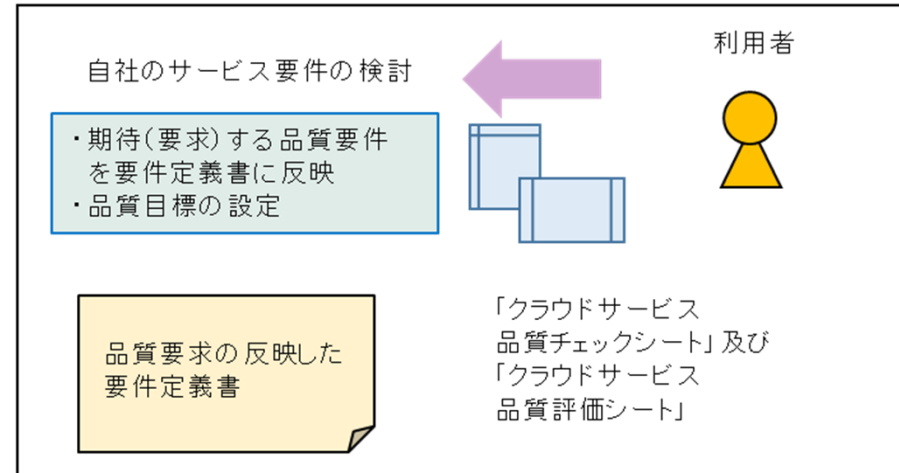 利用者
自社のサービス要件の検討
・期待(要求)する品質要件
を要件定義書に反映
・品質目標の設定
品質要求の反映した
要件定義書
「クラウドサービス
品質チェックシート」及び
「クラウドサービス
品質評価シート」